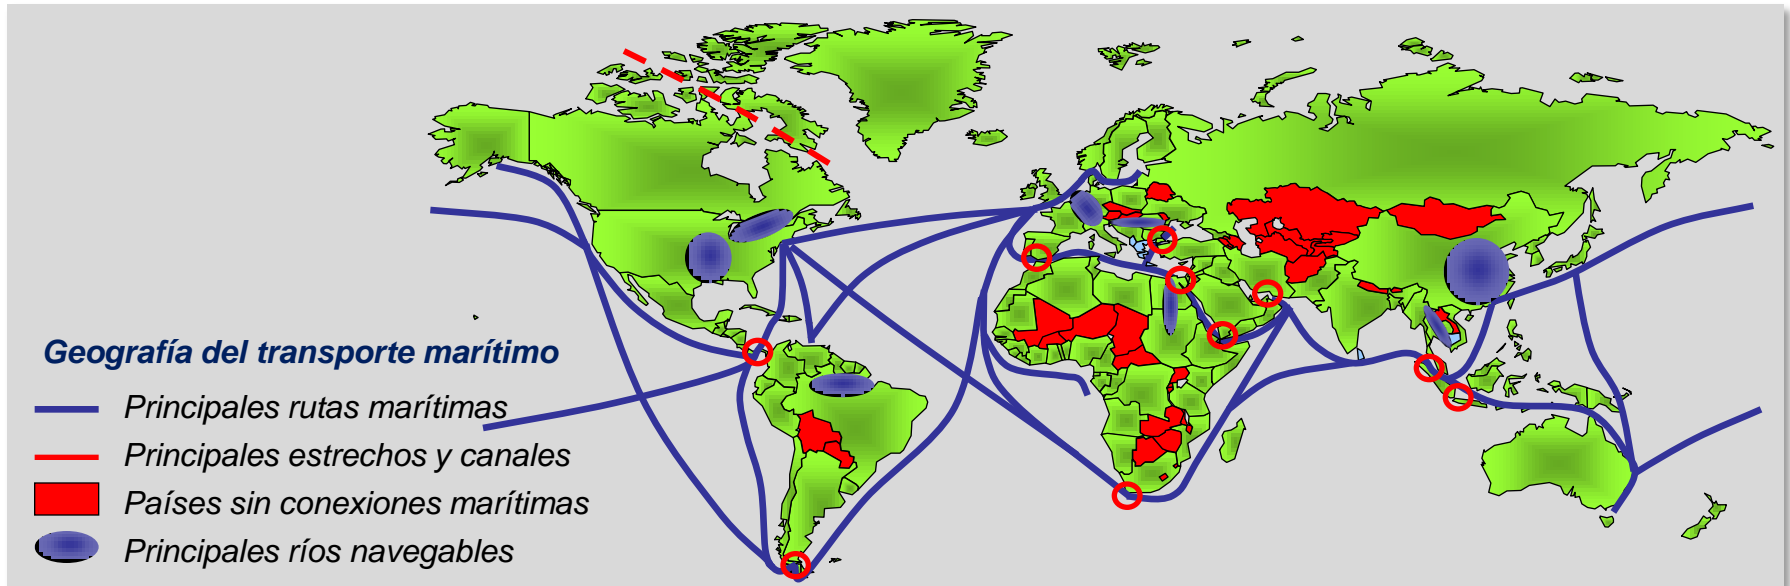 Geografía del transporte marítimo
Principales rutas marítimas
Principales estrechos y canales
Países sin conexiones marítimas
Principales ríos navegables